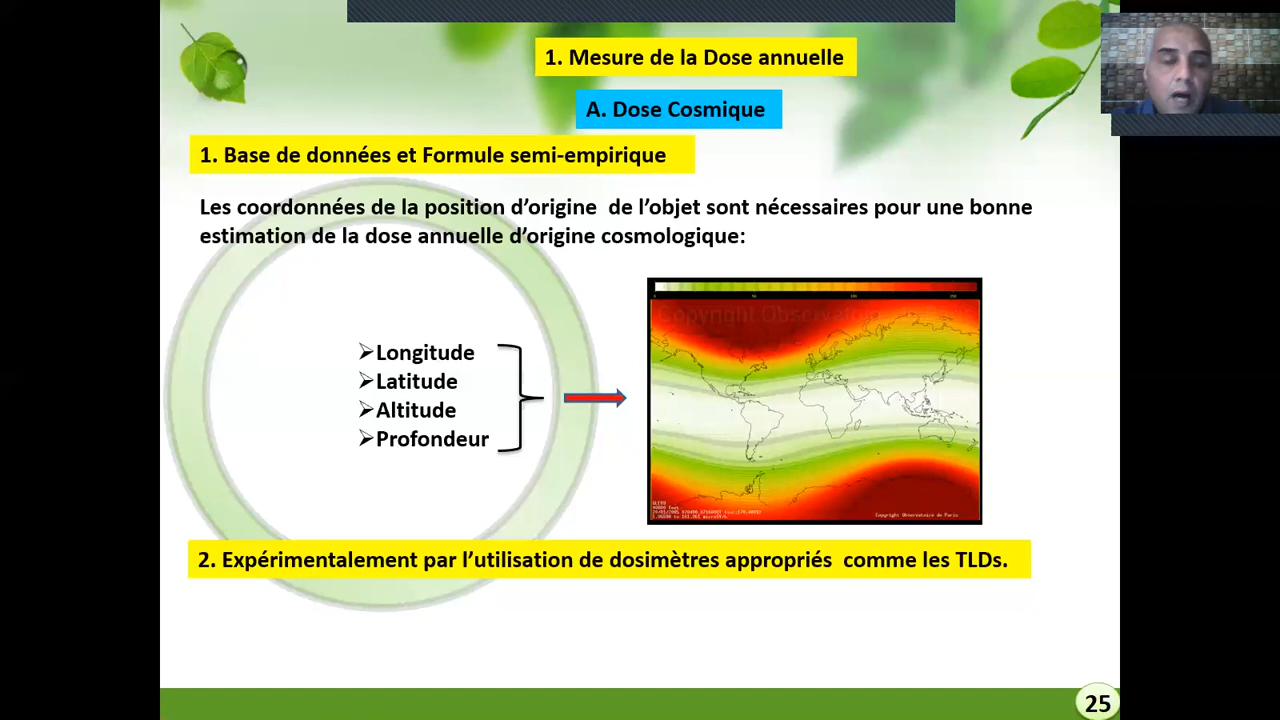 1. Mesure de la Dose annuelle
A. Dose Cosmique
1. Base de données et Formule semi-empirique
Les coordonnées de la position d’origine de l’objet sont nécessaires pour une bonne
estimation de la dose annuelle d’origine cosmologique:
➢Longitude
➢Latitude
➢Altitude
➢Profondeur
Copyright Observatoire de Paris
2. Expérimentalement par l’utilisation de dosimètres appropriés comme les TLDs.
25